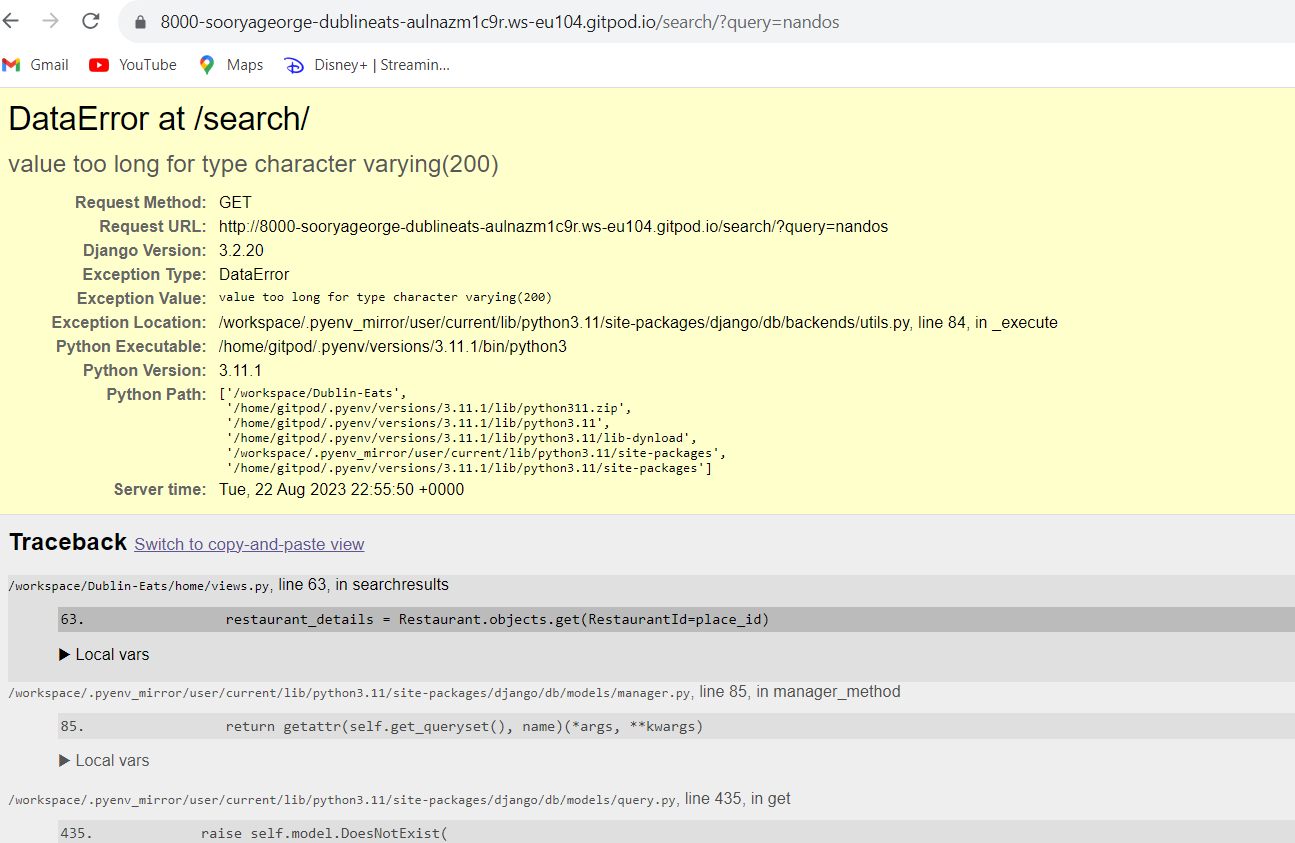 8000-sooryageorge-dublineats-aulnazm1c9r.ws-eu104.gitpod.io/search/?query=nandos
Gmail YouTube Maps Disney+ | Streamin...
DataError at /search/
value too long for type character varying(200)
Request Method: GET
Request URL: http://8000-sooryageorge-dublineats-aulnazm1c9r.ws-eu104.gitpod.io/search/?query=nandos
Django Version: 3.2.20
Exception Type: DataError
Exception Value: value too long for type character varying(200)
Exception Location: /workspace/.pyenv_mirror/user/current/lib/python3.11/site-packages/django/db/backends/utils.py, line 84, in _execute
Python Executable: /home/gitpod/.pyenv/versions/3.11.1/bin/python3
Python Version: 3.11.1
Python Path: ['/workspace/Dublin-Eats',
'/home/gitpod/.pyenv/versions/3.11.1/lib/python311.zip',
'/home/gitpod/.pyenv/versions/3.11.1/lib/python3.11',
'/home/gitpod/.pyenv/versions/3.11.1/lib/python3.11/lib-dynload',
'/workspace/.pyenv_mirror/user/current/lib/python3.11/site-packages',
'/home/gitpod/.pyenv/versions/3.11.1/lib/python3.11/site-packages']
Server time: Tue, 22 Aug 2023 22:55:50 +0000
Traceback Switch to copy-and-paste view
/workspace/Dublin-Eats/home/views.py, line 63, in searchresults
63. restaurant_details = Restaurant.objects.get(RestaurantId=place_id)
▶ Local vars
/workspace/.pyenv_mirror/user/current/lib/python3.11/site-packages/django/db/models/manager.py, line 85, in manager_method
85. return getattr(self.get_queryset(), name)(*args, **kwargs)
▶ Local vars
/workspace/.pyenv_mirror/user/current/lib/python3.11/site-packages/django/db/models/query.py, line 435, in get
435. raise self.model.DoesNotExist(